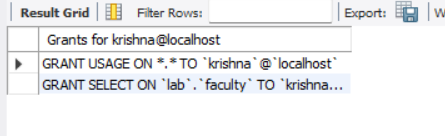 Result Grid Filter Rows: Export: W
Grants for krishna@localhost
GRANT USAGE ON *.* TO `krishna`@`localhost`
GRANT SELECT ON `lab`.`faculty` TO `krishna...